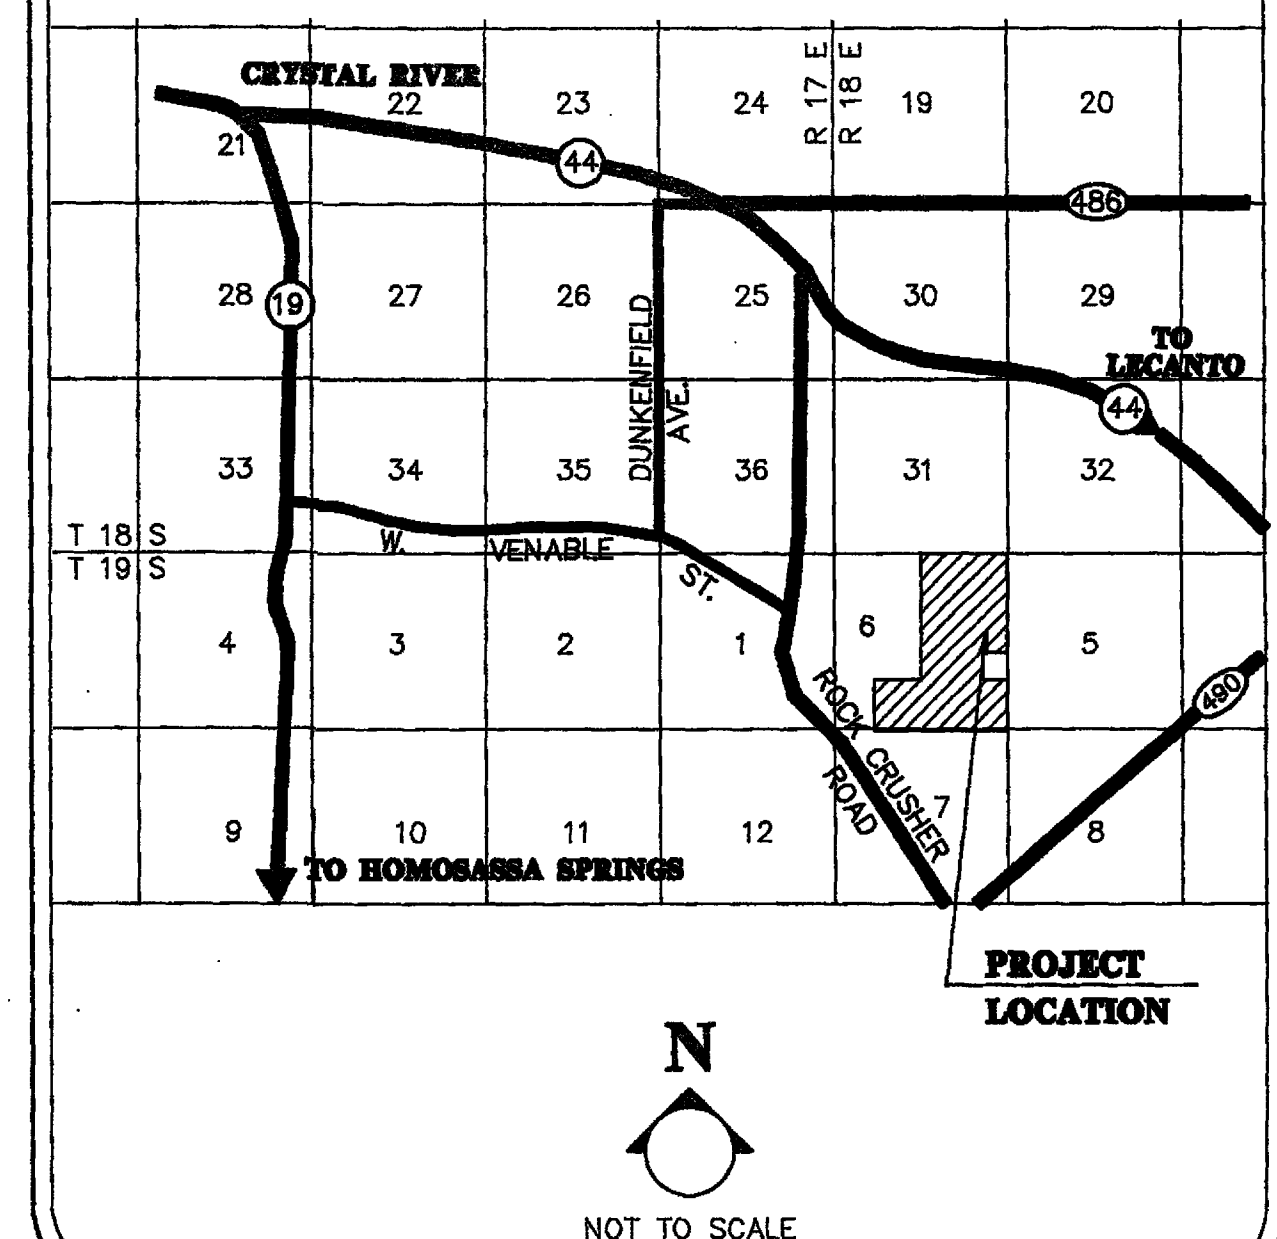 CRYSTAL RIVER
22
23
24
R 17 E
R 18 E
19
20
21
44
486
28
19
27
26
25
30
29
TO
LECANTO
44
DUNKENFIELD
AVE.
33
34
35
36
31
32
T 18 S
T 19 S
W. VENABLE ST.
4
3
2
1
6
5
490
ROCK CRUSHER
ROAD
9
10
11
12
7
8
TO HOMOSASSA SPRINGS
PROJECT
LOCATION
N
NOT TO SCALE